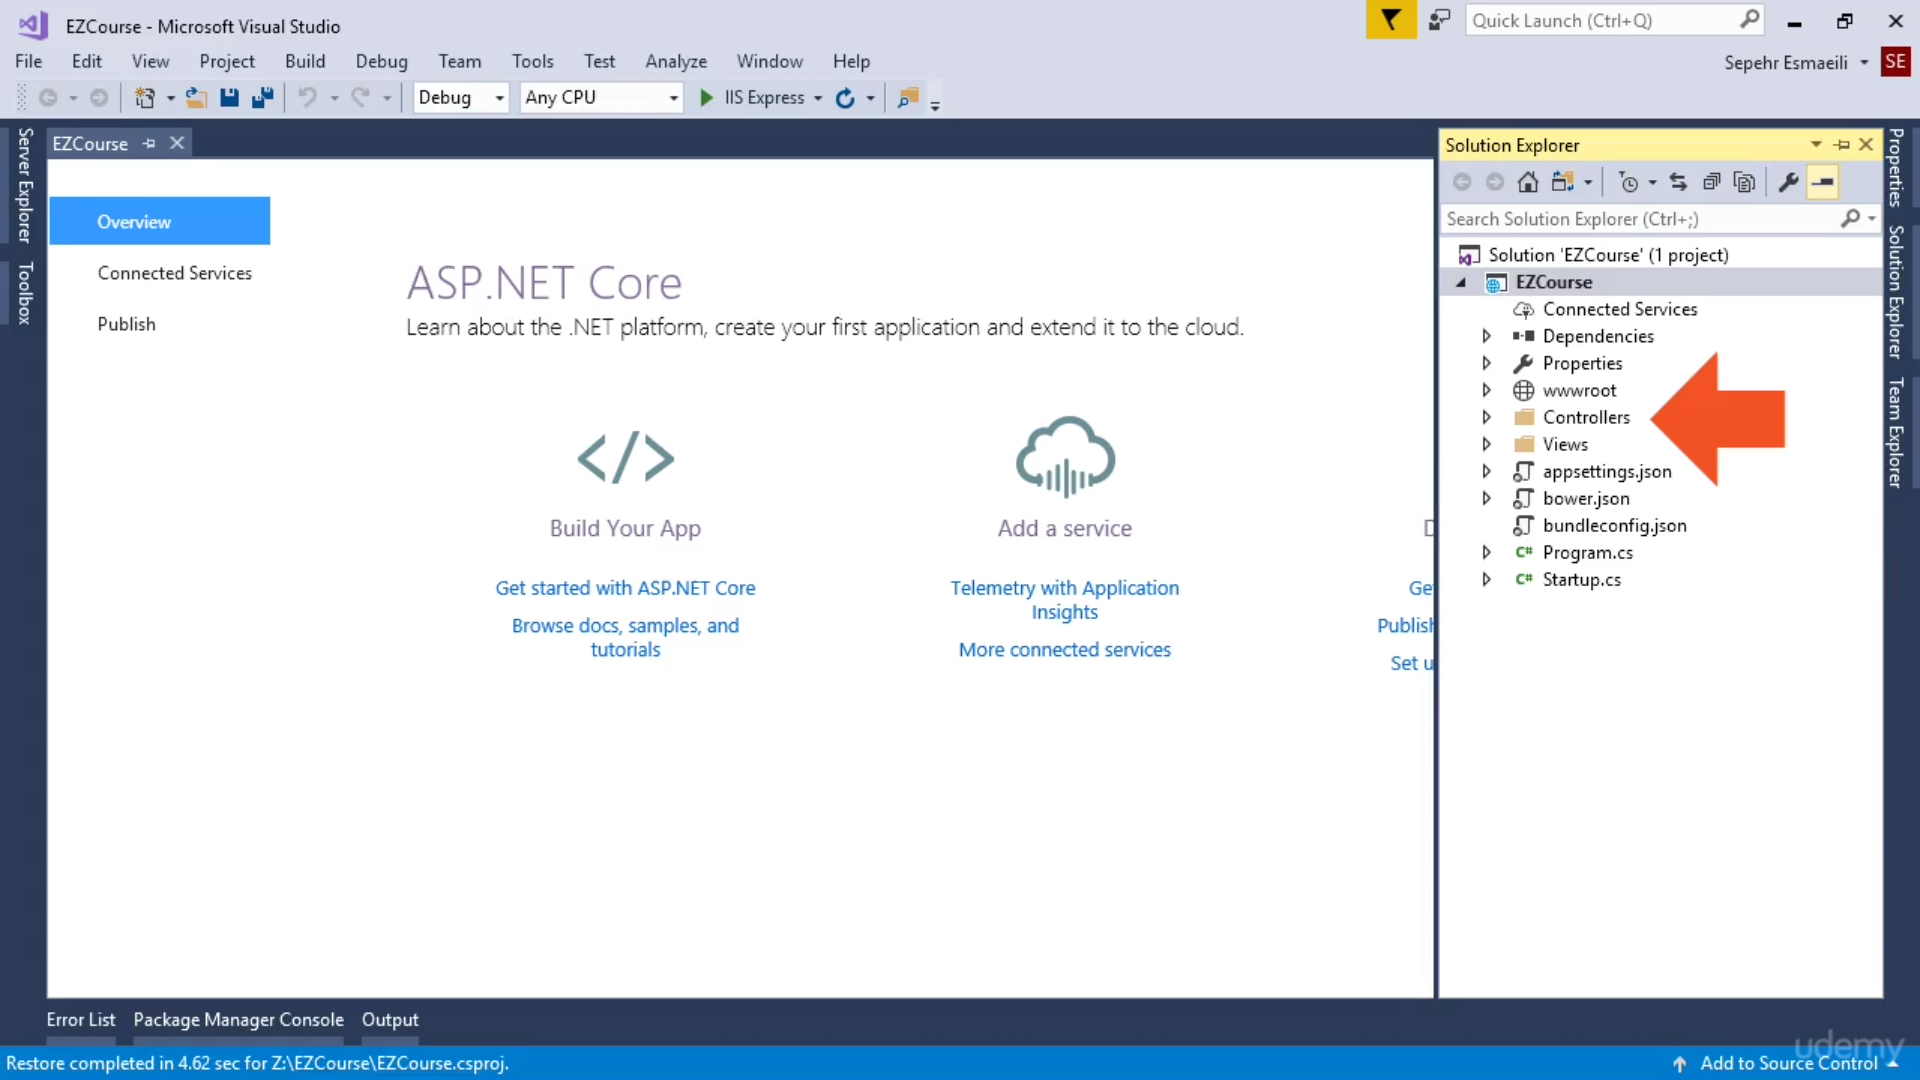 EZCourse - Microsoft Visual Studio
Quick Launch (Ctrl+Q)
File Edit View Project Build Debug Team Tools Test Analyze Window Help
Sepehr Esmaeili SE
Debug Any CPU IIS Express
Server Explorer
Toolbox
EZCourse
Overview
Connected Services
Publish
ASP.NET Core
Learn about the .NET platform, create your first application and extend it to the cloud.
Build Your App
Get started with ASP.NET Core
Browse docs, samples, and
tutorials
Add a service
Telemetry with Application
Insights
More connected services
D
Ge
Publish
Set u
Solution Explorer
Search Solution Explorer (Ctrl+;)
Solution 'EZCourse' (1 project)
EZCourse
Connected Services
Dependencies
Properties
wwwroot
Controllers
Views
appsettings.json
bower.json
bundleconfig.json
C# Program.cs
C# Startup.cs
Properties
Solution Explorer
Team Explorer
Error List Package Manager Console Output
Restore completed in 4.62 sec for Z:\EZCourse\EZCourse.csproj.
Add to Source Control
udemy